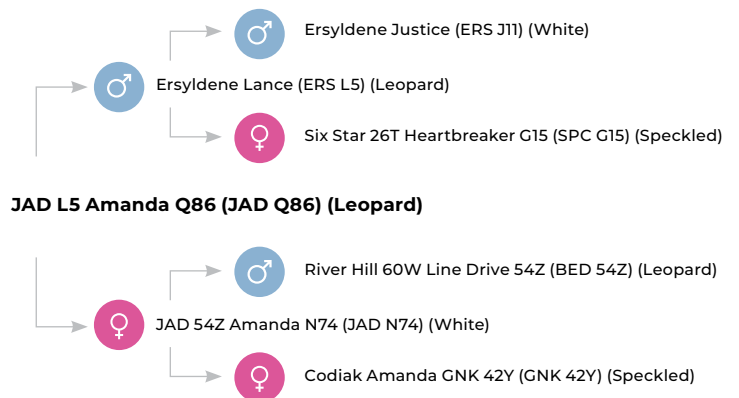 Ersyldene Justice (ERS J11) (White)
Ersyldene Lance (ERS L5) (Leopard)
Six Star 26T Heartbreaker G15 (SPC G15) (Speckled)
JAD L5 Amanda Q86 (JAD Q86) (Leopard)
River Hill 60W Line Drive 54Z (BED 54Z) (Leopard)
JAD 54Z Amanda N74 (JAD N74) (White)
Codiak Amanda GNK 42Y (GNK 42Y) (Speckled)